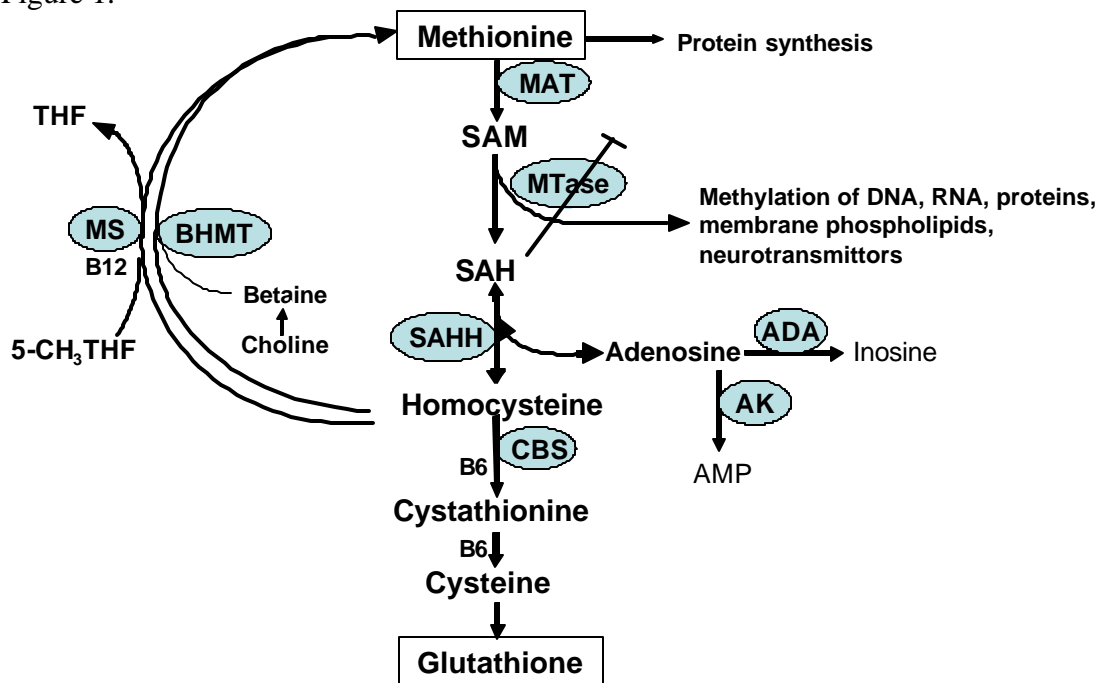 Figure 1.
Methionine
Protein synthesis
MAT
THF
SAM
MTase
Methylation of DNA, RNA, proteins,
membrane phospholipids,
neurotransmittors
MS
BHMT
B12
SAH
Betaine
Choline
5-CH₃THF
SAHH
Adenosine
ADA
Inosine
Homocysteine
AK
CBS
B6
AMP
Cystathionine
B6
Cysteine
Glutathione